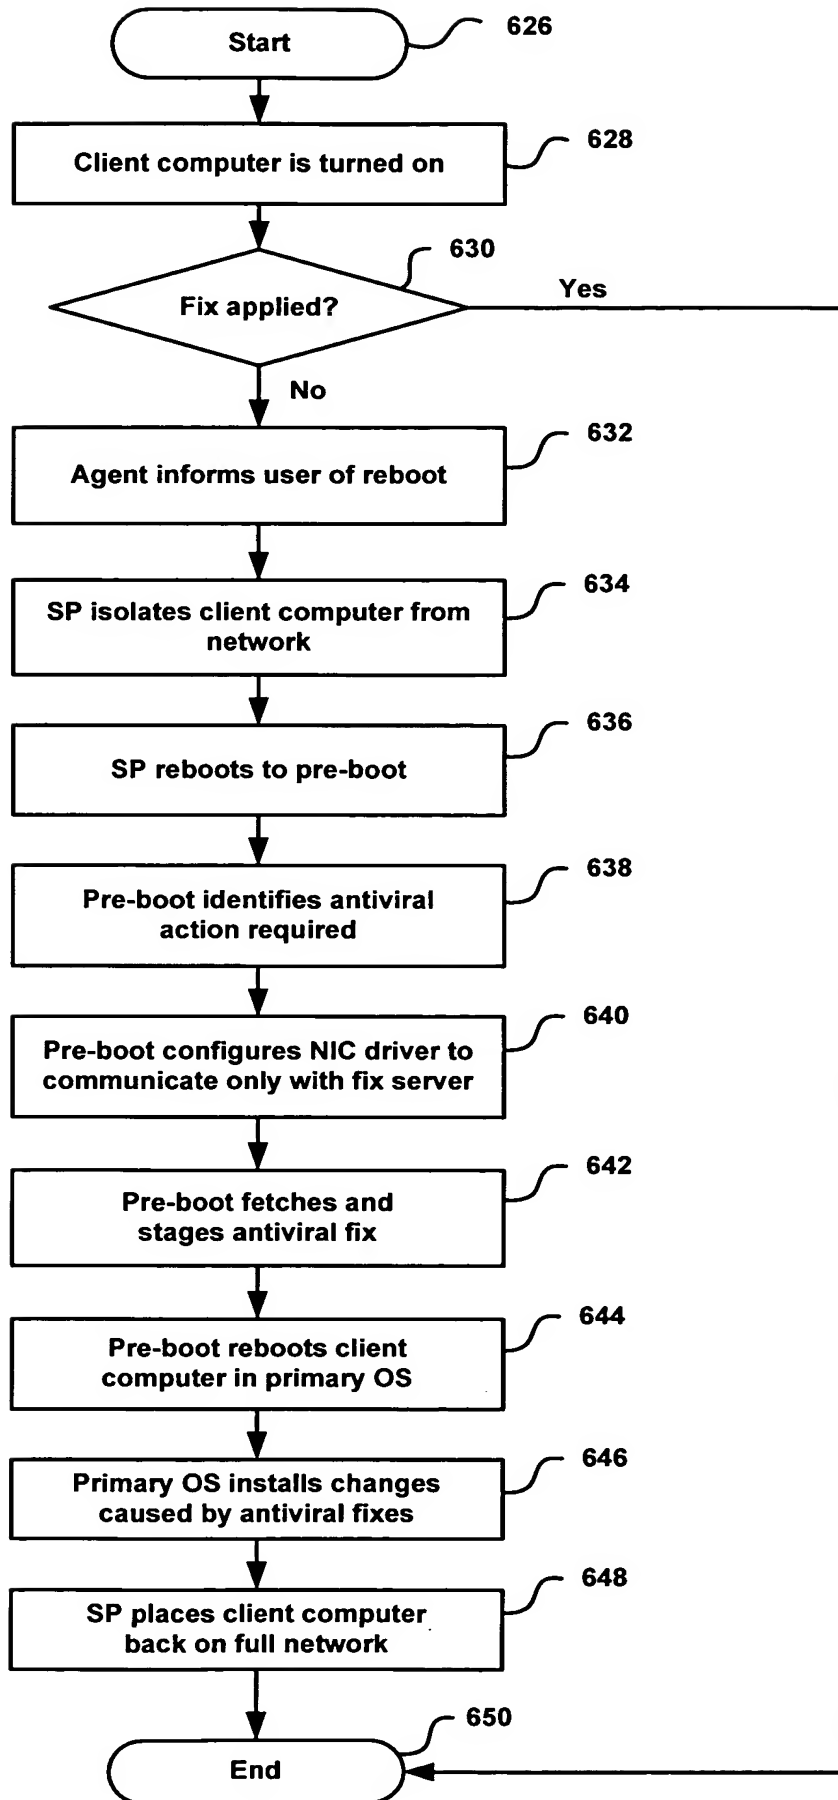 Start
626
Client computer is turned on
628
630
Fix applied?
Yes
No
632
Agent informs user of reboot
634
SP isolates client computer from
network
636
SP reboots to pre-boot
638
Pre-boot identifies antiviral
action required
640
Pre-boot configures NIC driver to
communicate only with fix server
642
Pre-boot fetches and
stages antiviral fix
644
Pre-boot reboots client
computer in primary OS
646
Primary OS installs changes
caused by antiviral fixes
648
SP places client computer
back on full network
650
End